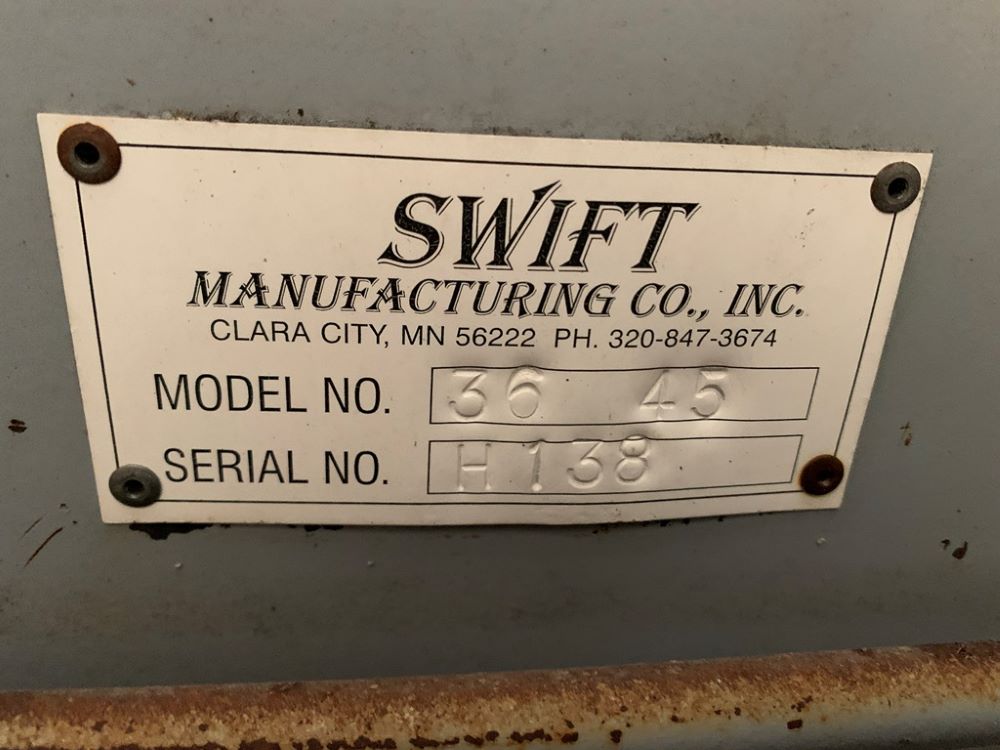 SWIFT
MANUFACTURING CO., INC.
CLARA CITY, MN 56222 PH. 320-847-3674
MODEL NO. 36 45
SERIAL NO. H138